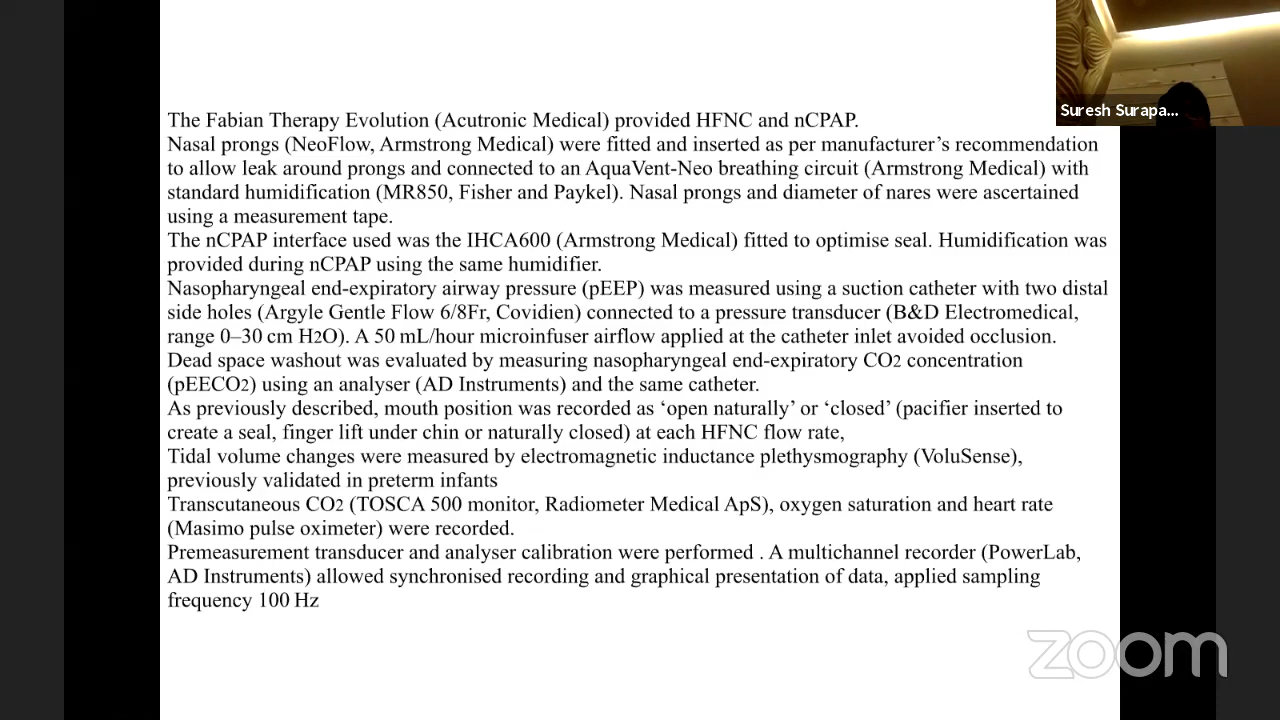 Suresh Surapa...
The Fabian Therapy Evolution (Acutronic Medical) provided HFNC and nCPAP.
Nasal prongs (NeoFlow, Armstrong Medical) were fitted and inserted as per manufacturer’s recommendation
to allow leak around prongs and connected to an AquaVent-Neo breathing circuit (Armstrong Medical) with
standard humidification (MR850, Fisher and Paykel). Nasal prongs and diameter of nares were ascertained
using a measurement tape.
The nCPAP interface used was the IHCA600 (Armstrong Medical) fitted to optimise seal. Humidification was
provided during nCPAP using the same humidifier.
Nasopharyngeal end-expiratory airway pressure (pEEP) was measured using a suction catheter with two distal
side holes (Argyle Gentle Flow 6/8Fr, Covidien) connected to a pressure transducer (B&D Electromedical,
range 0–30 cm H2O). A 50 mL/hour microinfuser airflow applied at the catheter inlet avoided occlusion.
Dead space washout was evaluated by measuring nasopharyngeal end-expiratory CO2 concentration
(pEECO2) using an analyser (AD Instruments) and the same catheter.
As previously described, mouth position was recorded as ‘open naturally’ or ‘closed’ (pacifier inserted to
create a seal, finger lift under chin or naturally closed) at each HFNC flow rate,
Tidal volume changes were measured by electromagnetic inductance plethysmography (VoluSense),
previously validated in preterm infants
Transcutaneous CO2 (TOSCA 500 monitor, Radiometer Medical ApS), oxygen saturation and heart rate
(Masimo pulse oximeter) were recorded.
Premeasurement transducer and analyser calibration were performed . A multichannel recorder (PowerLab,
AD Instruments) allowed synchronised recording and graphical presentation of data, applied sampling
frequency 100 Hz
zoom